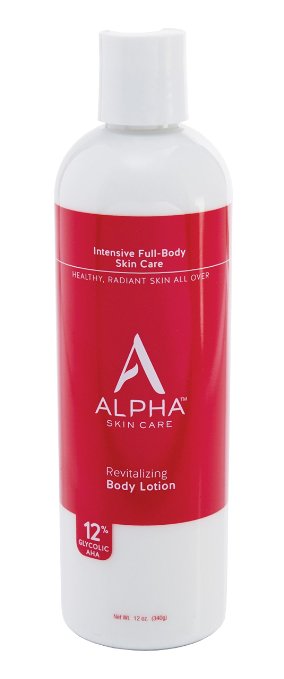 Intensive Full-Body
Skin Care
HEALTHY, RADIANT SKIN ALL OVER
ALPHA™
SKIN CARE
Revitalizing
Body Lotion
12%
GLYCOLIC
AHA
Net Wt. 12 oz. (340g)